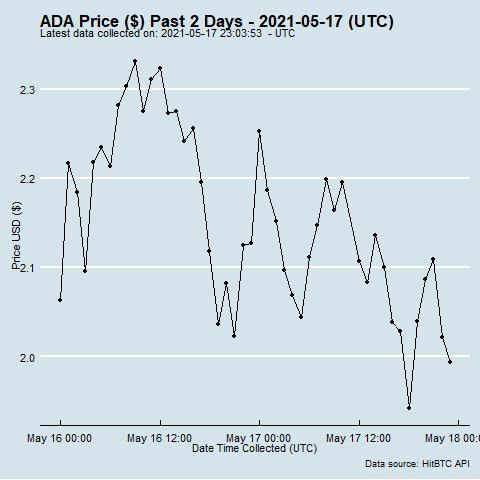 ADA Price ($) Past 2 Days - 2021-05-17 (UTC)
Latest data collected on: 2021-05-17 23:03:53 - UTC
2.3
2.2
2.1
2.0
Price USD ($)
May 16 00:00 May 16 12:00 May 17 00:00 May 17 12:00 May 18 00:0
Date Time Collected (UTC)
Data source: HitBTC API